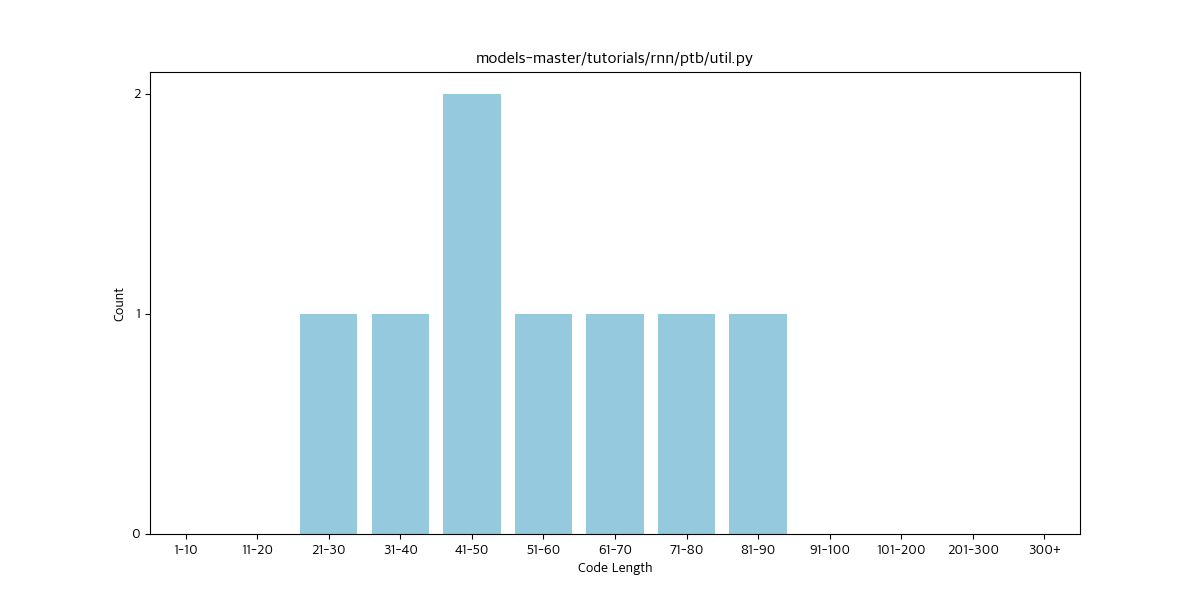 models-master/tutorials/rnn/ptb/util.py
Count
2
1
0
1-10 11-20 21-30 31-40 41-50 51-60 61-70 71-80 81-90 91-100 101-200 201-300 300+
Code Length